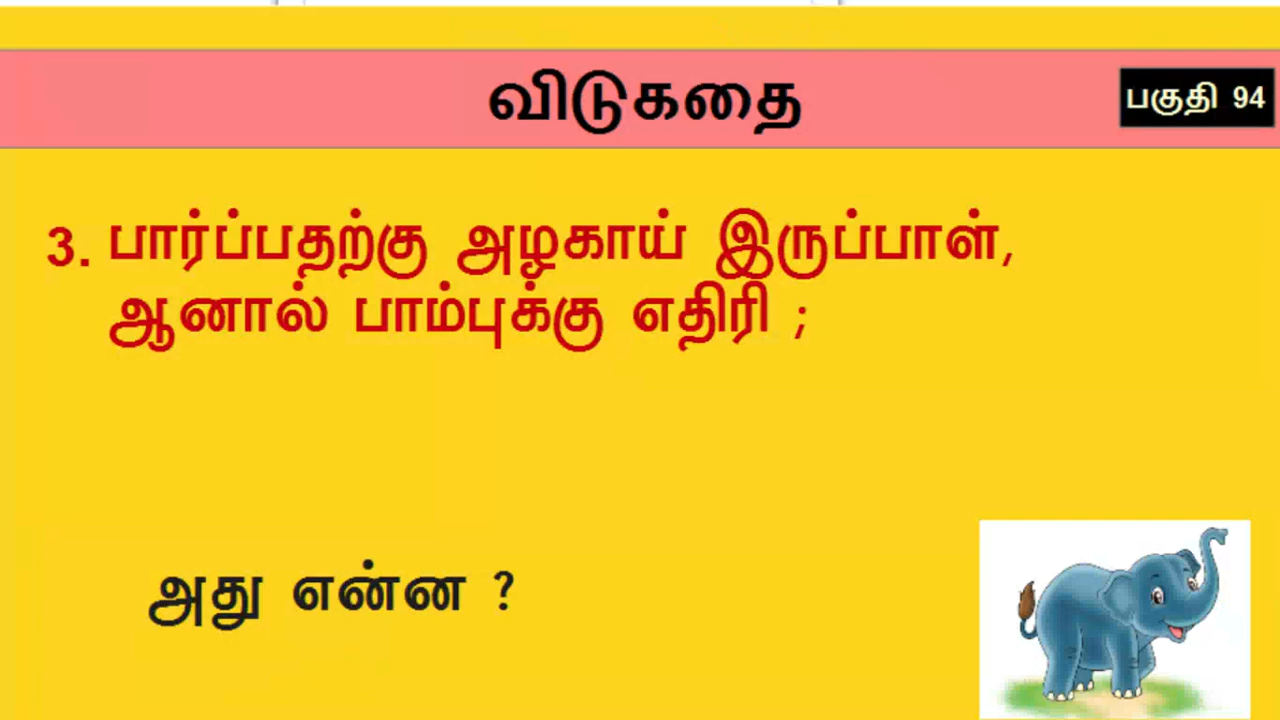 விடுகதை
பகுதி 94
3. பார்ப்பதற்கு அழகாய் இருப்பாள்,
ஆனால் பாம்புக்கு எதிரி ;
அது என்ன ?